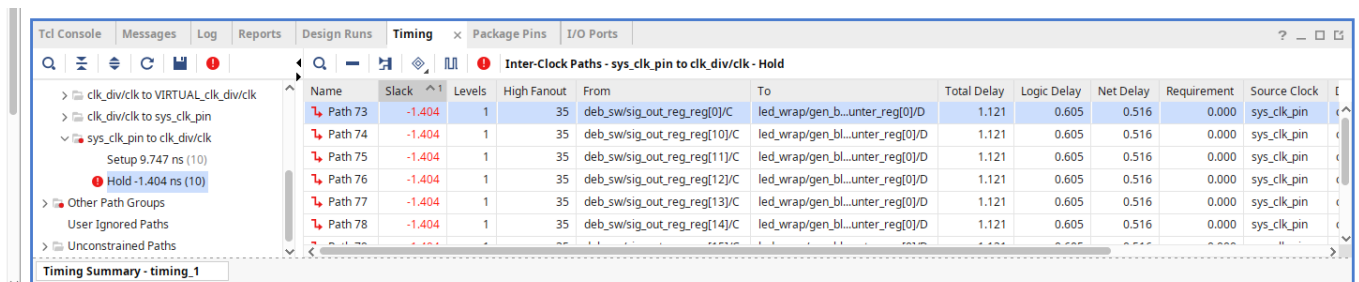 Tcl Console Messages Log Reports Design Runs Timing × Package Pins I/O Ports
Inter-Clock Paths - sys_clk_pin to clk_div/clk - Hold
clk_div/clk to VIRTUAL_clk_div/clk
clk_div/clk to sys_clk_pin
sys_clk_pin to clk_div/clk
Setup 9.747 ns (10)
Hold -1.404 ns (10)
Other Path Groups
User Ignored Paths
Unconstrained Paths
Name Slack ^1 Levels High Fanout From To Total Delay Logic Delay Net Delay Requirement Source Clock
Path 73 -1.404 1 35 deb_sw/sig_out_reg_reg[0]/C led_wrap/gen_b...unter_reg[0]/D 1.121 0.605 0.516 0.000 sys_clk_pin
Path 74 -1.404 1 35 deb_sw/sig_out_reg_reg[10]/C led_wrap/gen_bl...unter_reg[0]/D 1.121 0.605 0.516 0.000 sys_clk_pin
Path 75 -1.404 1 35 deb_sw/sig_out_reg_reg[11]/C led_wrap/gen_bl...unter_reg[0]/D 1.121 0.605 0.516 0.000 sys_clk_pin
Path 76 -1.404 1 35 deb_sw/sig_out_reg_reg[12]/C led_wrap/gen_bl...unter_reg[0]/D 1.121 0.605 0.516 0.000 sys_clk_pin
Path 77 -1.404 1 35 deb_sw/sig_out_reg_reg[13]/C led_wrap/gen_bl...unter_reg[0]/D 1.121 0.605 0.516 0.000 sys_clk_pin
Path 78 -1.404 1 35 deb_sw/sig_out_reg_reg[14]/C led_wrap/gen_bl...unter_reg[0]/D 1.121 0.605 0.516 0.000 sys_clk_pin
Timing Summary - timing_1